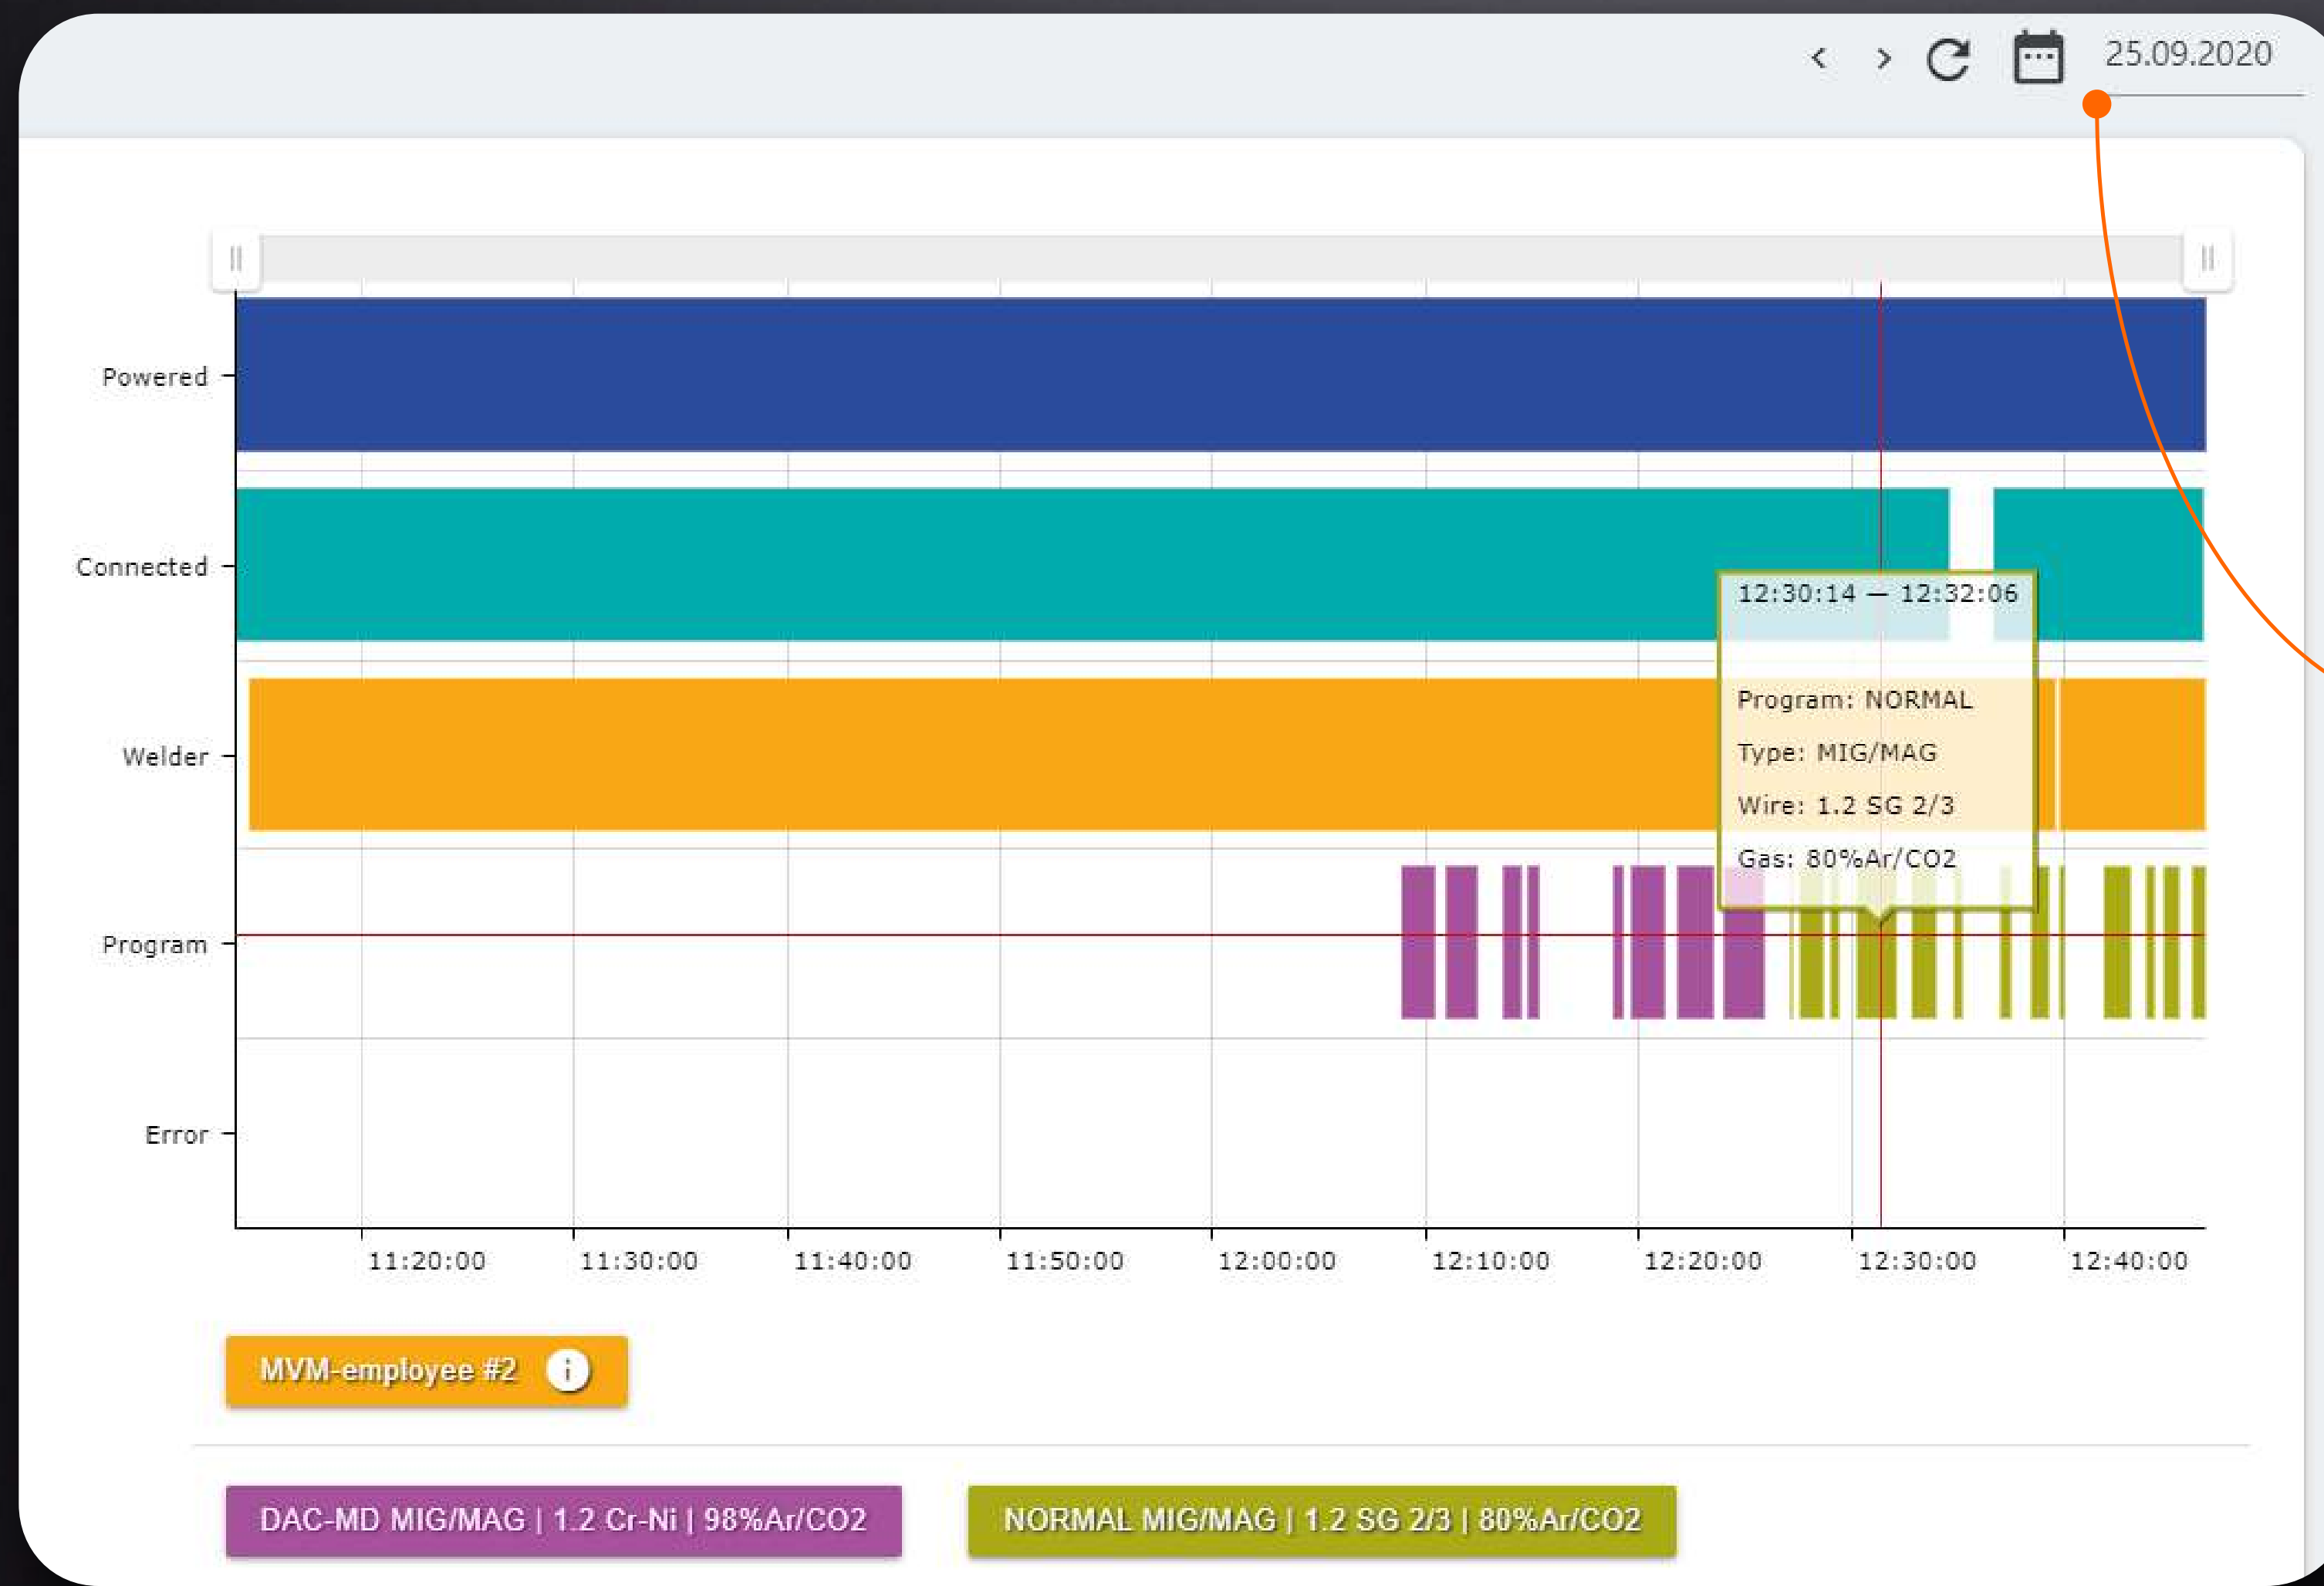 25.09.2020
Powered
Connected
12:30:14 — 12:32:06
Program: NORMAL
Welder
Type: MIG/MAG
Wire: 1.2 SG 2/3
Gas: 80%Ar/CO2
Program
Error
11:20:00 11:30:00 11:40:00 11:50:00 12:00:00 12:10:00 12:20:00 12:30:00 12:40:00
MVM-employee #2 i
DAC-MD MIG/MAG | 1.2 Cr-Ni | 98%Ar/CO2
NORMAL MIG/MAG | 1.2 SG 2/3 | 80%Ar/CO2